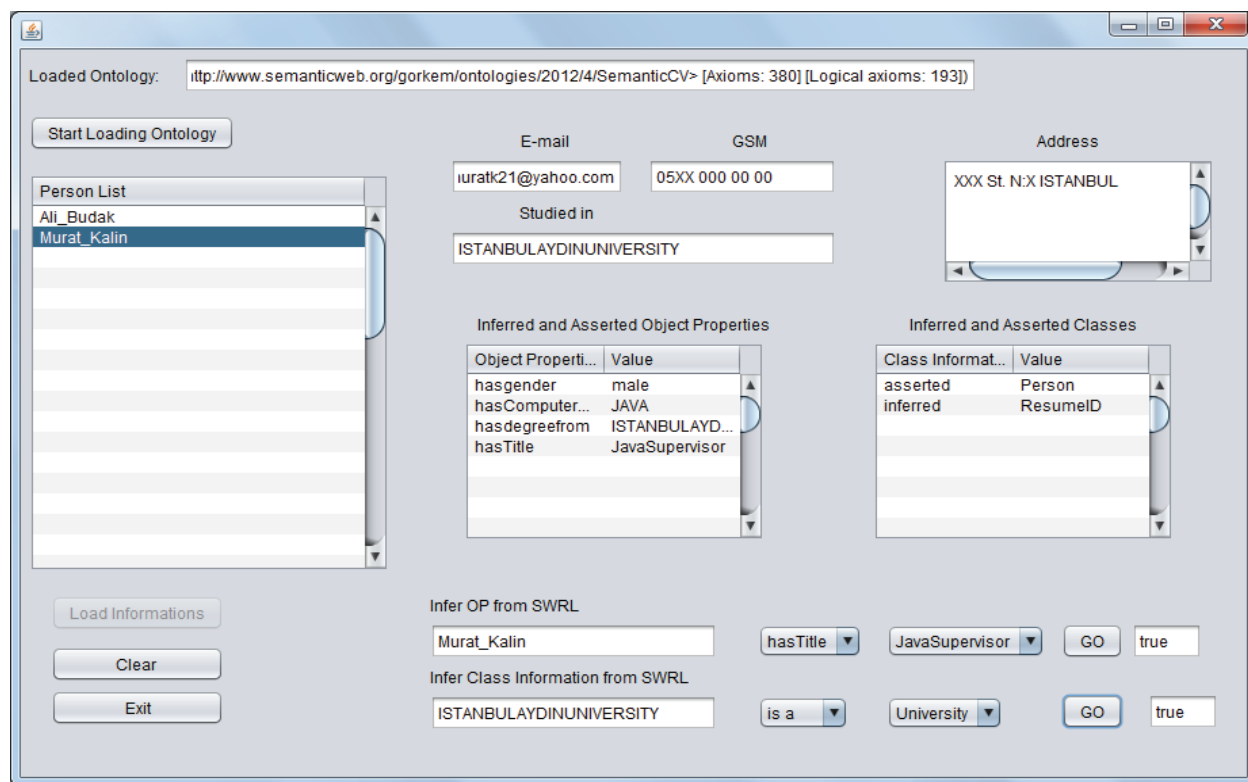 Loaded Ontology: ıttp://www.semanticweb.org/gorkem/ontologies/2012/4/SemanticCV> [Axioms: 380] [Logical axioms: 193])
Start Loading Ontology
E-mail GSM Address
uratk21@yahoo.com 05XX 000 00 00 XXX St. N:X ISTANBUL
Person List
Ali_Budak
Murat_Kalin
Studied in
ISTANBULAYDINUNIVERSITY
Inferred and Asserted Object Properties
Object Properti... Value
hasgender male
hasComputer... JAVA
hasdegreefrom ISTANBULAYD...
hasTitle JavaSupervisor
Inferred and Asserted Classes
Class Informat... Value
asserted Person
inferred ResumeID
Load Informations
Clear
Exit
Infer OP from SWRL
Murat_Kalin hasTitle JavaSupervisor GO true
Infer Class Information from SWRL
ISTANBULAYDINUNIVERSITY is a University GO true